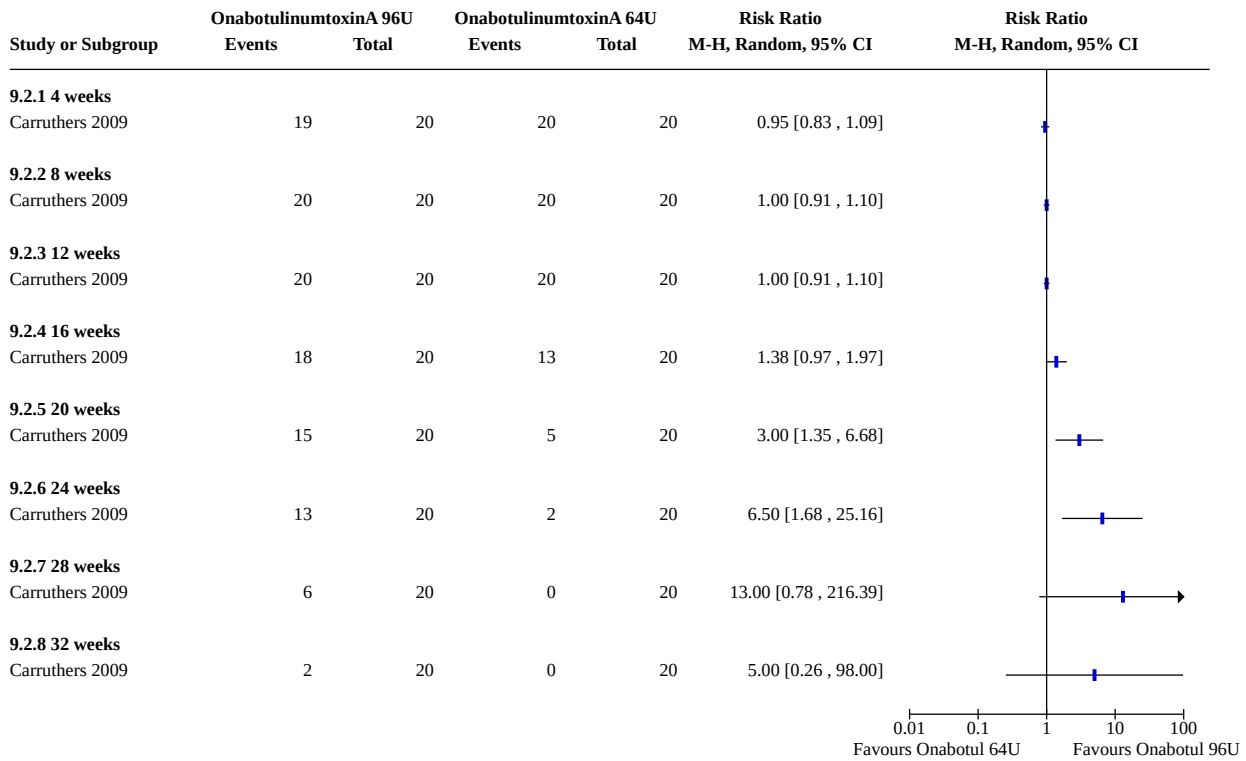 OnabotulinumtoxinA 96U OnabotulinumtoxinA 64U Risk Ratio Risk Ratio
Study or Subgroup Events Total Events Total M-H, Random, 95% CI M-H, Random, 95% CI
9.2.1 4 weeks
Carruthers 2009 19 20 20 20 0.95 [0.83 , 1.09]
9.2.2 8 weeks
Carruthers 2009 20 20 20 20 1.00 [0.91 , 1.10]
9.2.3 12 weeks
Carruthers 2009 20 20 20 20 1.00 [0.91 , 1.10]
9.2.4 16 weeks
Carruthers 2009 18 20 13 20 1.38 [0.97 , 1.97]
9.2.5 20 weeks
Carruthers 2009 15 20 5 20 3.00 [1.35 , 6.68]
9.2.6 24 weeks
Carruthers 2009 13 20 2 20 6.50 [1.68 , 25.16]
9.2.7 28 weeks
Carruthers 2009 6 20 0 20 13.00 [0.78 , 216.39]
9.2.8 32 weeks
Carruthers 2009 2 20 0 20 5.00 [0.26 , 98.00]
0.01 0.1 1 10 100
Favours Onabotul 64U Favours Onabotul 96U